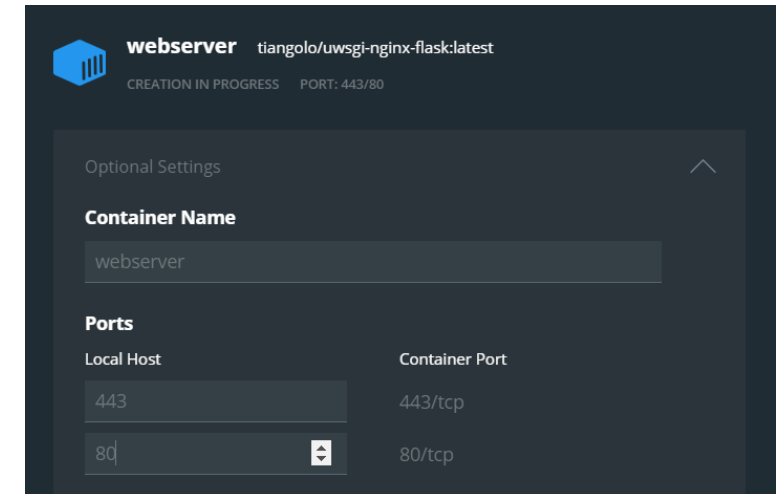 webserver tiangolo/uwsgi-nginx-flask:latest
CREATION IN PROGRESS PORT: 443/80
Optional Settings
Container Name
webserver
Ports
Local Host Container Port
443 443/tcp
80 80/tcp